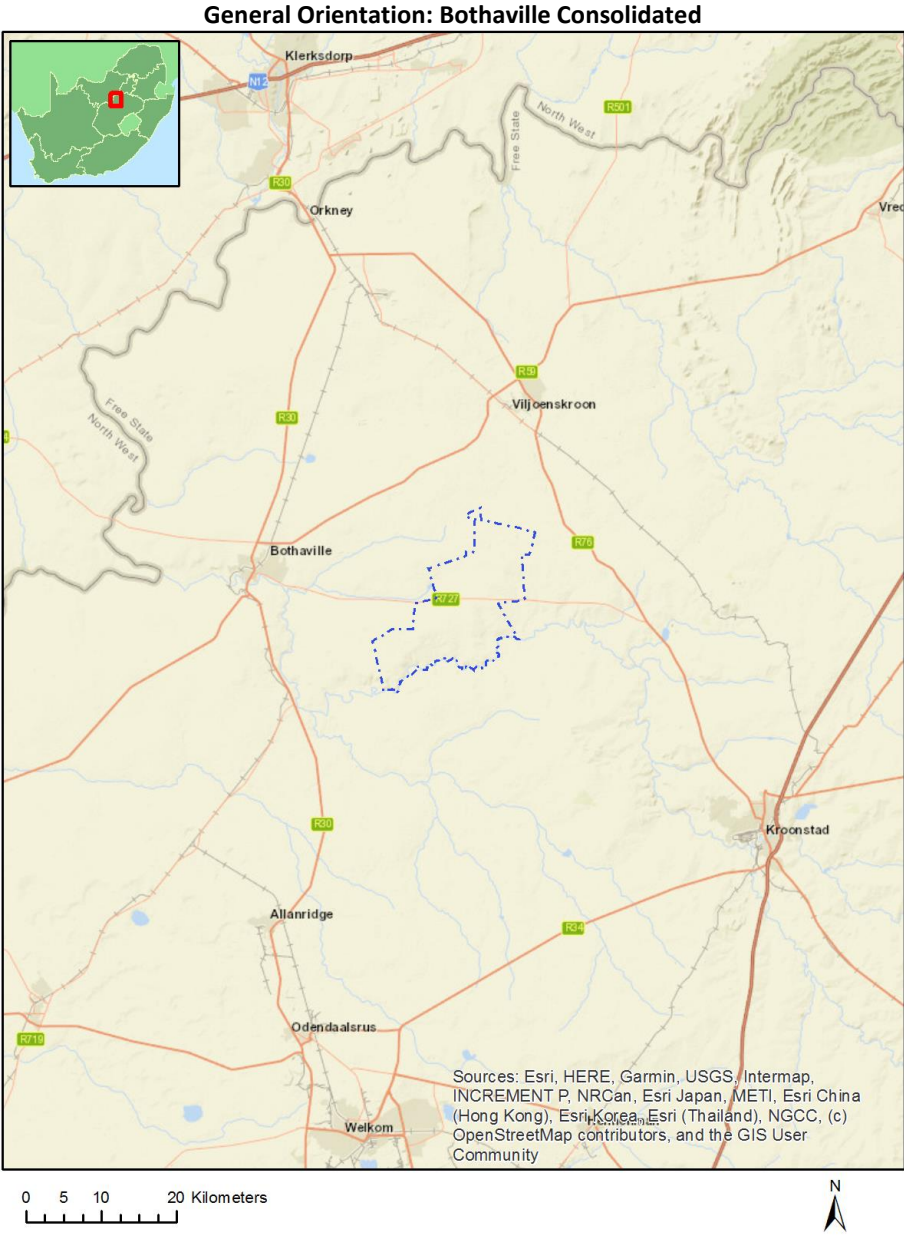 General Orientation: Bothaville Consolidated
Klerksdorp
N12
R501
North West
Free State
R30
Orkney
Vred
R59
Viljoenskroon
Free State
North West
R30
R76
Bothaville
R727
Kroonstad
R30
Allanridge
R34
Odendaalsrus
R719
Welkom
Sources: Esri, HERE, Garmin, USGS, Intermap,
INCREMENT P, NRCan, Esri Japan, METI, Esri China
(Hong Kong), Esri Korea, Esri (Thailand), NGCC, (c)
OpenStreetMap contributors, and the GIS User
Community
0 5 10 20 Kilometers
N